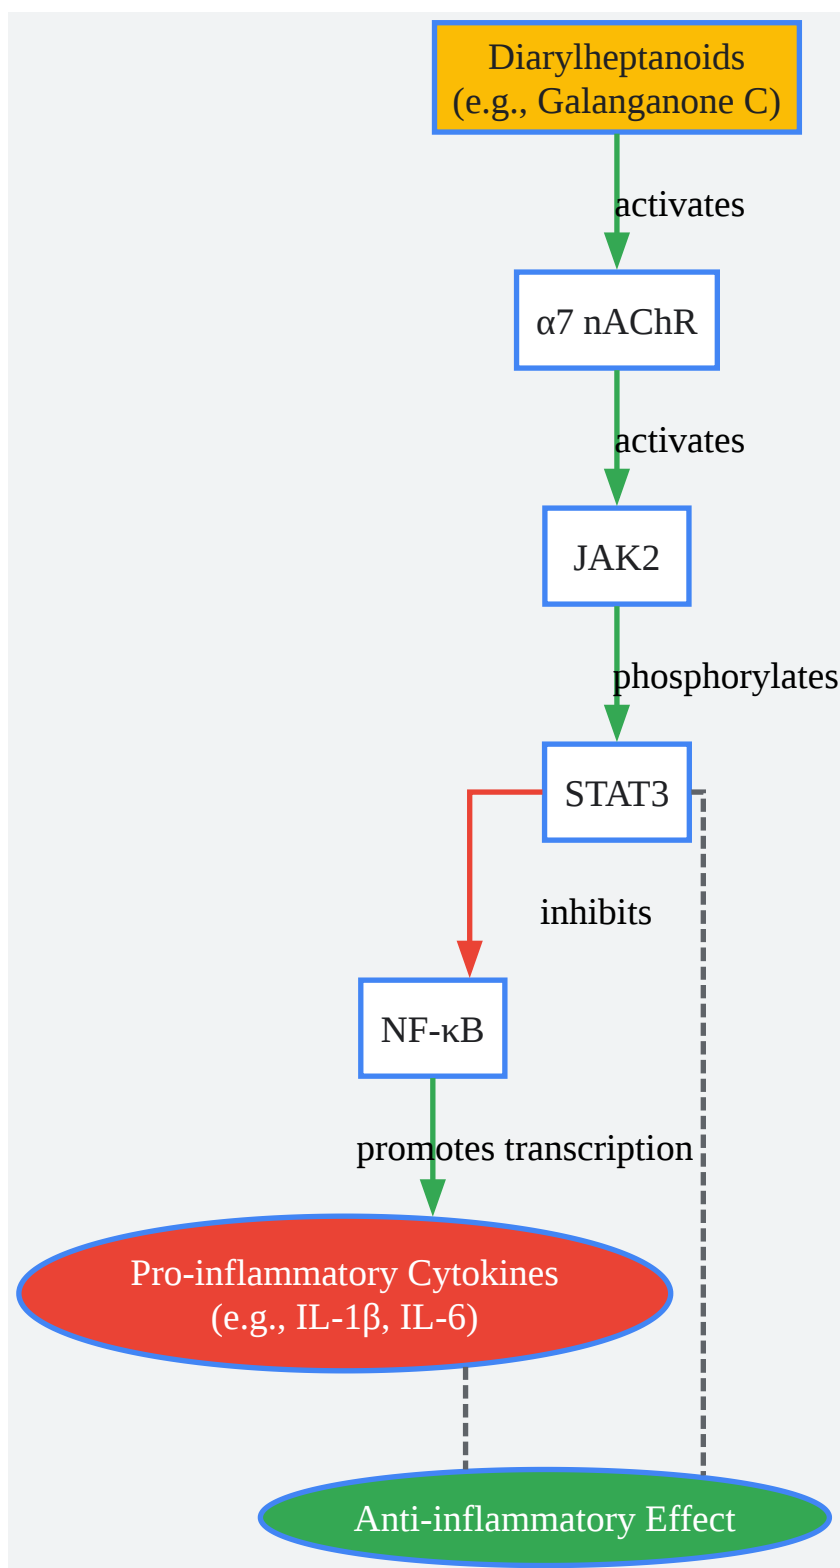 Diarylheptanoids
(e.g., Galanganone C)
activates
α7 nAChR
activates
JAK2
phosphorylates
STAT3
inhibits
NF-κB
promotes transcription
Pro-inflammatory Cytokines
(e.g., IL-1β, IL-6)
Anti-inflammatory Effect